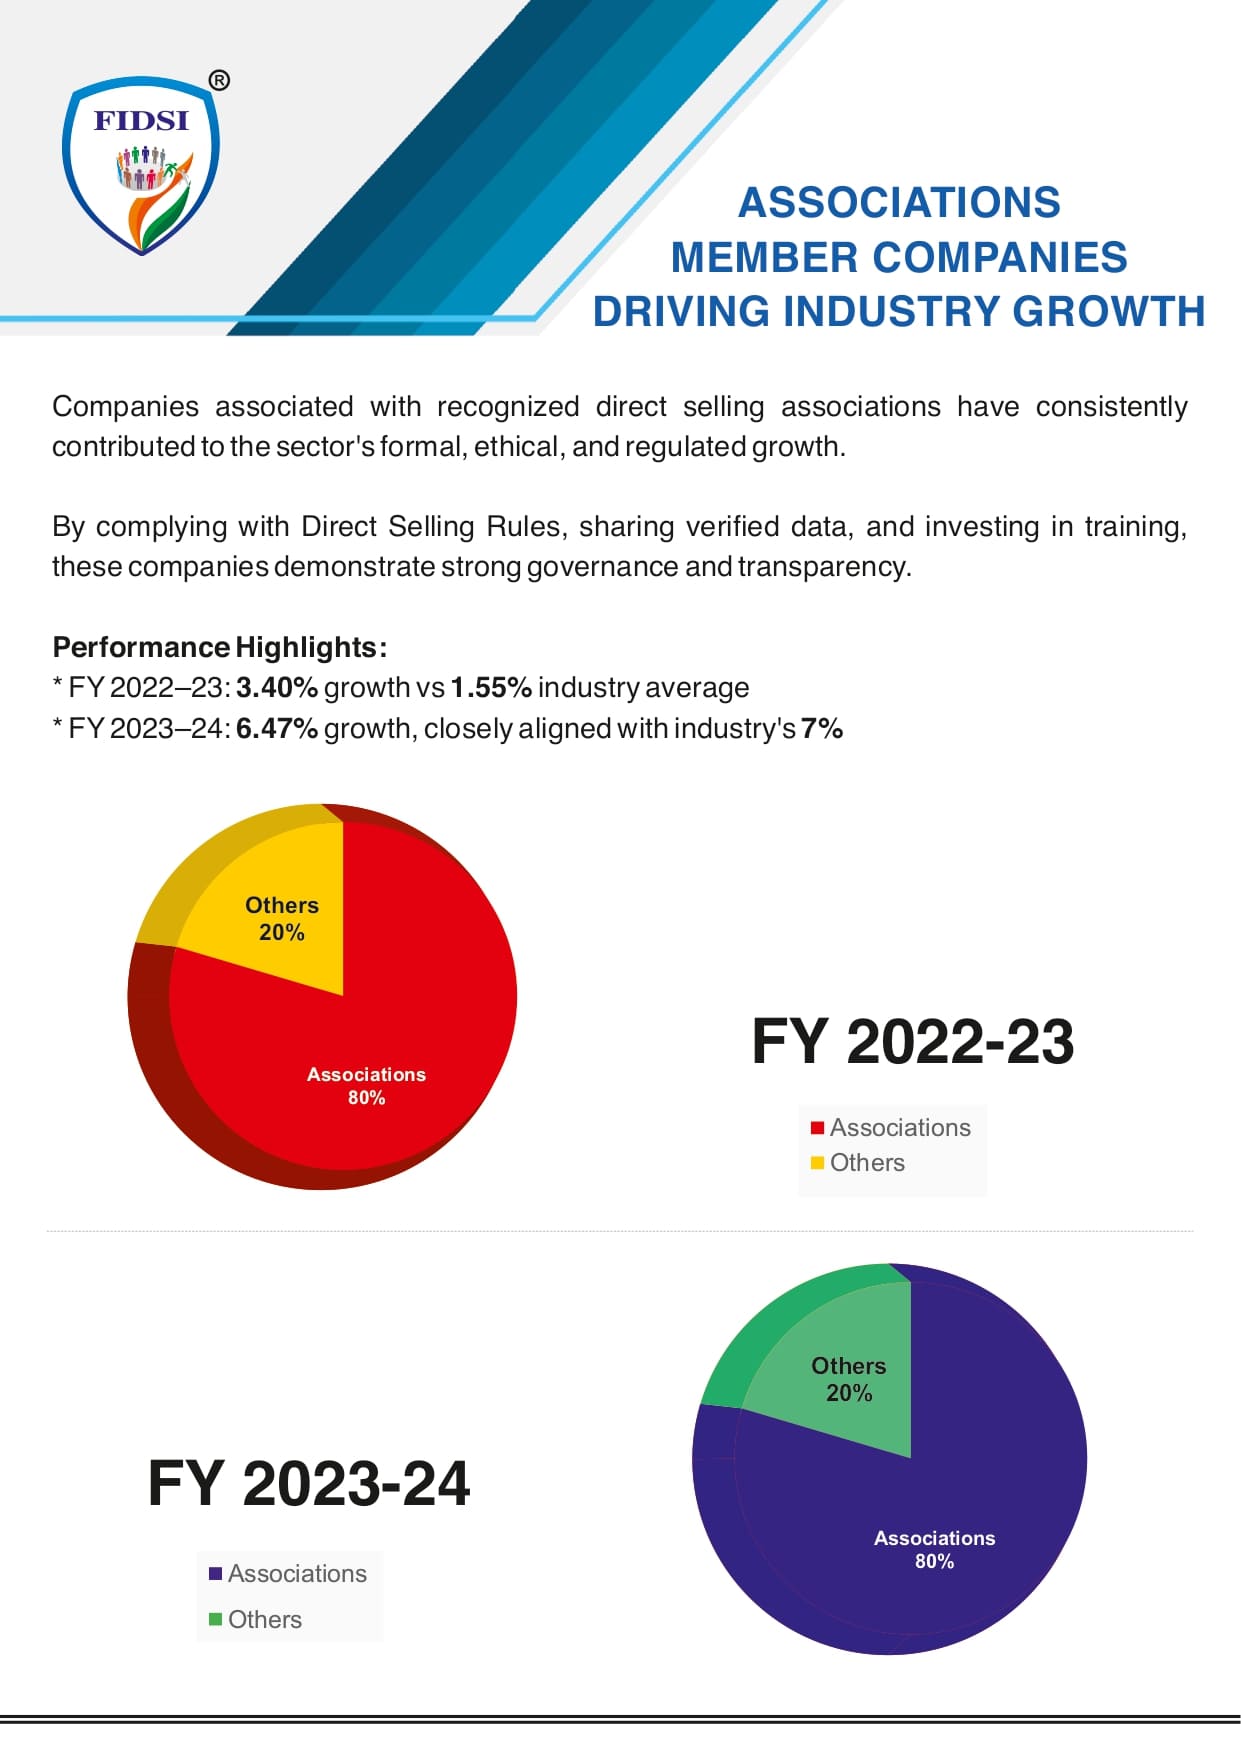 ®
FIDSI
ASSOCIATIONS
MEMBER COMPANIES
DRIVING INDUSTRY GROWTH
Companies associated with recognized direct selling associations have consistently
contributed to the sector's formal, ethical, and regulated growth.
By complying with Direct Selling Rules, sharing verified data, and investing in training,
these companies demonstrate strong governance and transparency.
Performance Highlights:
* FY 2022–23: 3.40% growth vs 1.55% industry average
* FY 2023–24: 6.47% growth, closely aligned with industry's 7%
Others
20%
Associations
80%
FY 2022-23
Associations
Others
Others
20%
Associations
80%
FY 2023-24
Associations
Others